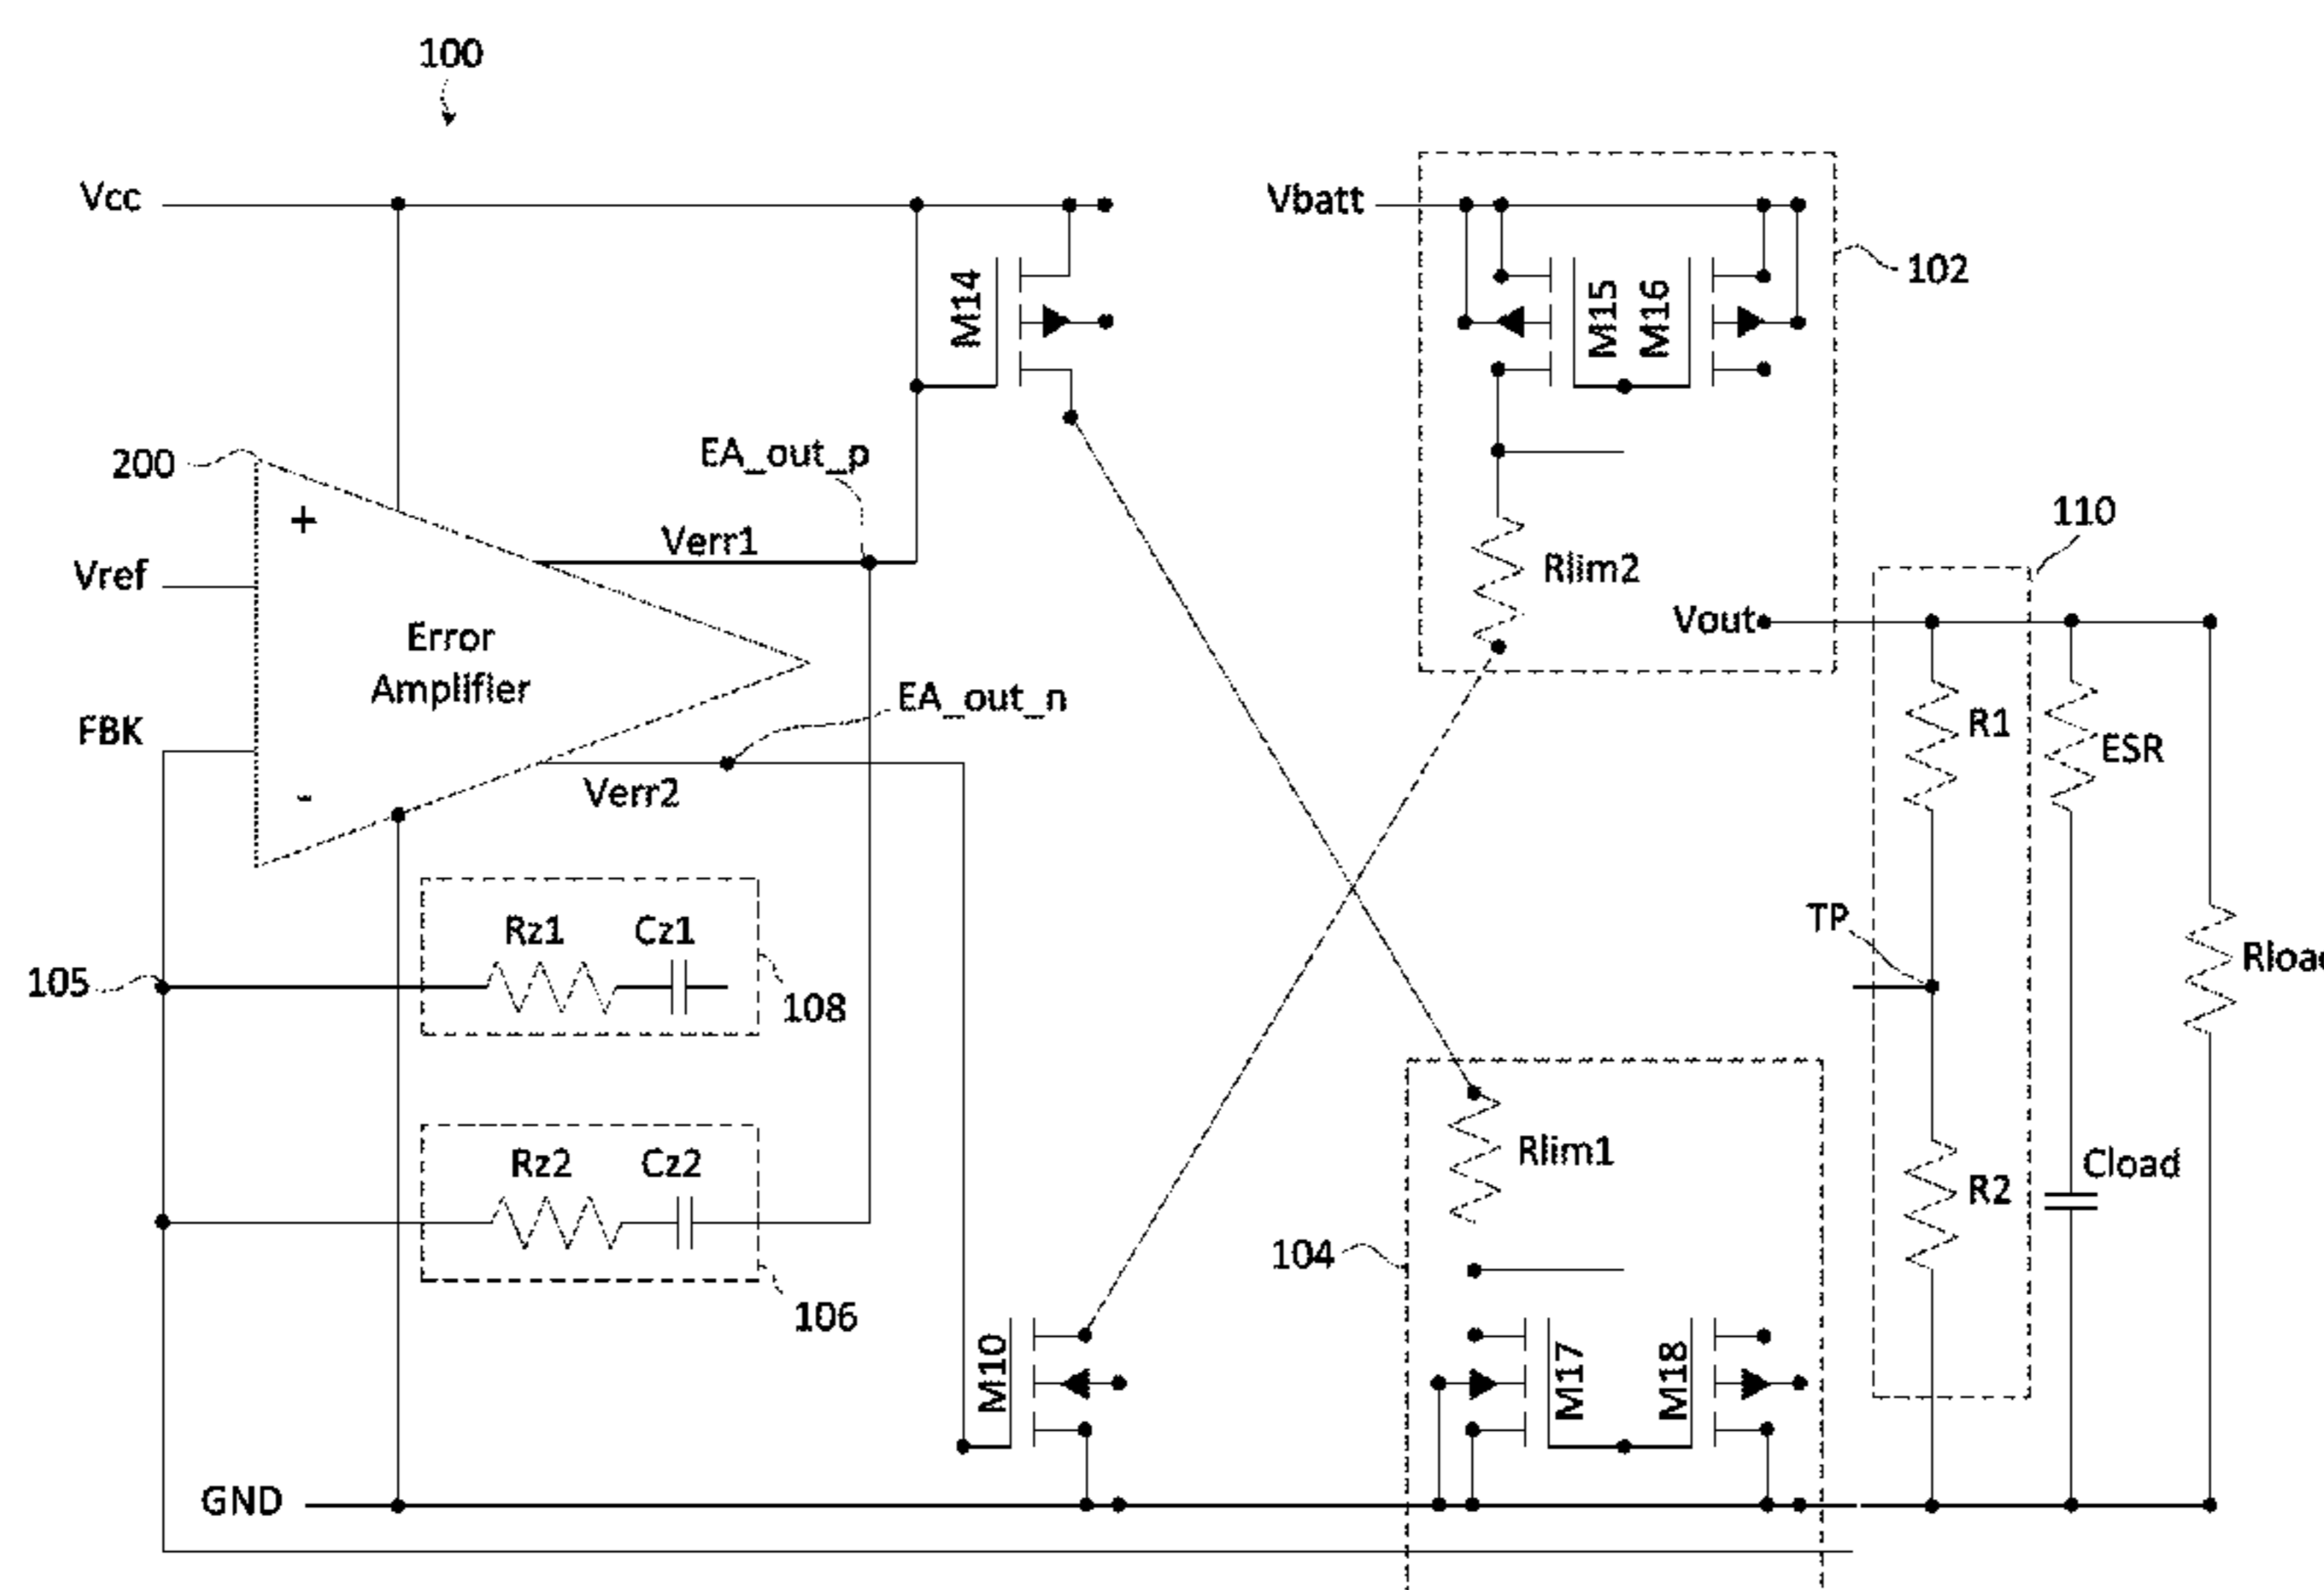 100
Vcc
Vbatt
M14
M15
M16
102
200
EA_out_p
Verr1
Vref
+
Error
Amplifier
Rlim2
110
Vout
FBK
EA_out_n
-
Verr2
R1
ESR
TP
Rz1
Cz1
105
108
Rload
Rlim1
Rz2
Cz2
Cload
R2
104
106
M10
M17
M18
GND